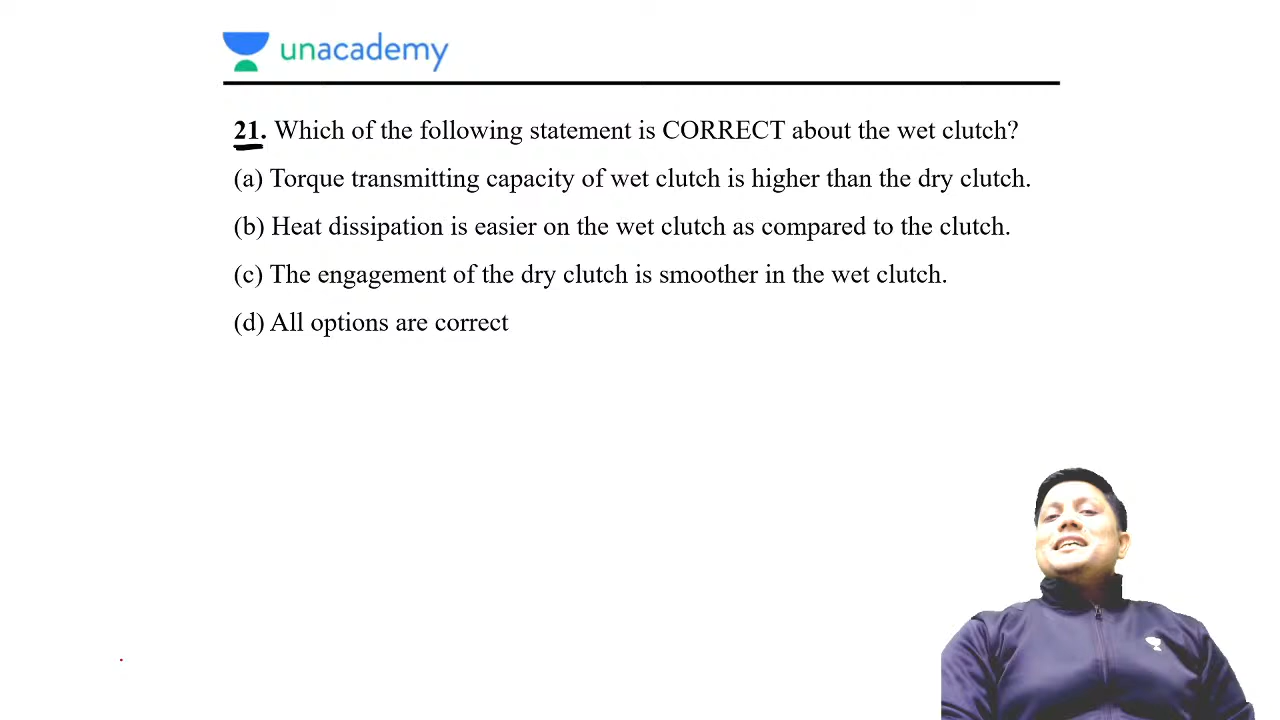 unacademy
21. Which of the following statement is CORRECT about the wet clutch?
(a) Torque transmitting capacity of wet clutch is higher than the dry clutch.
(b) Heat dissipation is easier on the wet clutch as compared to the clutch.
(c) The engagement of the dry clutch is smoother in the wet clutch.
(d) All options are correct